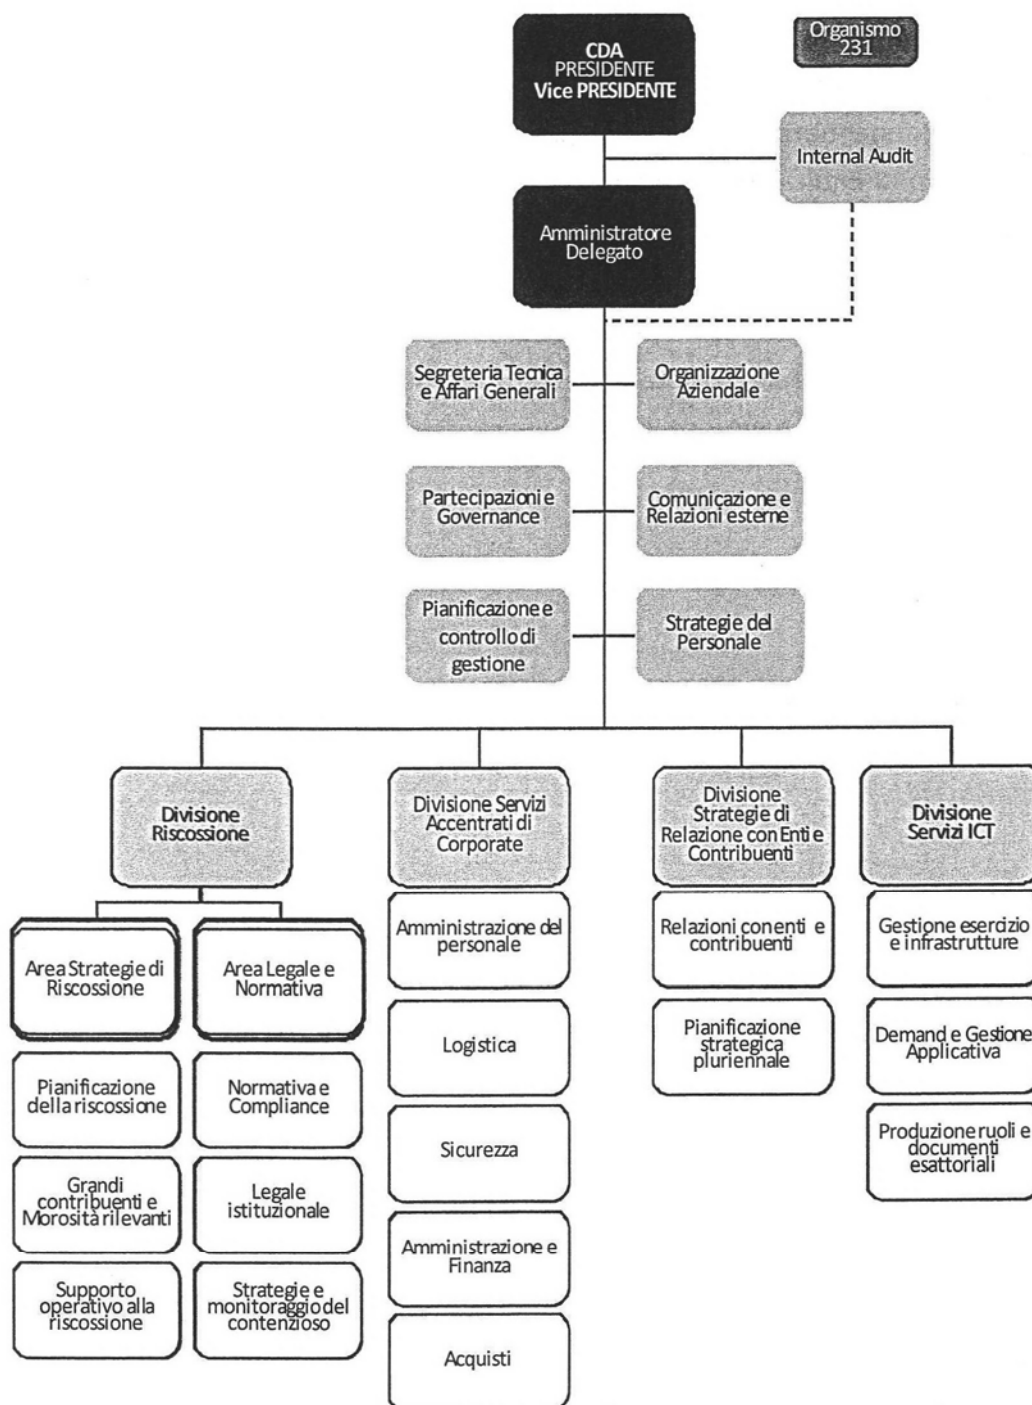 CDA
PRESIDENTE
Vice PRESIDENTE
Organismo
231
Internal Audit
Amministratore
Delegato
Segreteria Tecnica
e Affari Generali
Organizzazione
Aziendale
Partecipazioni e
Governance
Comunicazione e
Relazioni esterne
Pianificazione e
controllo di
gestione
Strategie del
Personale
Divisione
Riscossione
Divisione Servizi
Accentrati di
Corporate
Divisione
Strategie di
Relazione con Enti e
Contribuenti
Divisione
Servizi ICT
Area Strategie di
Riscossione
Pianificazione
della riscossione
Grandi
contribuenti e
Morosità rilevanti
Supporto
operativo alla
riscossione
Area Legale e
Normativa
Normativa e
Compliance
Legale
istituzionale
Strategie e
monitoraggio del
contenzioso
Amministrazione del
personale
Logistica
Sicurezza
Amministrazione e
Finanza
Acquisti
Relazioni con enti e
contribuenti
Pianificazione
strategica
pluriennale
Gestione esercizio
e infrastrutture
Demand e Gestione
Applicativa
Produzione ruoli e
documenti
esattoriali